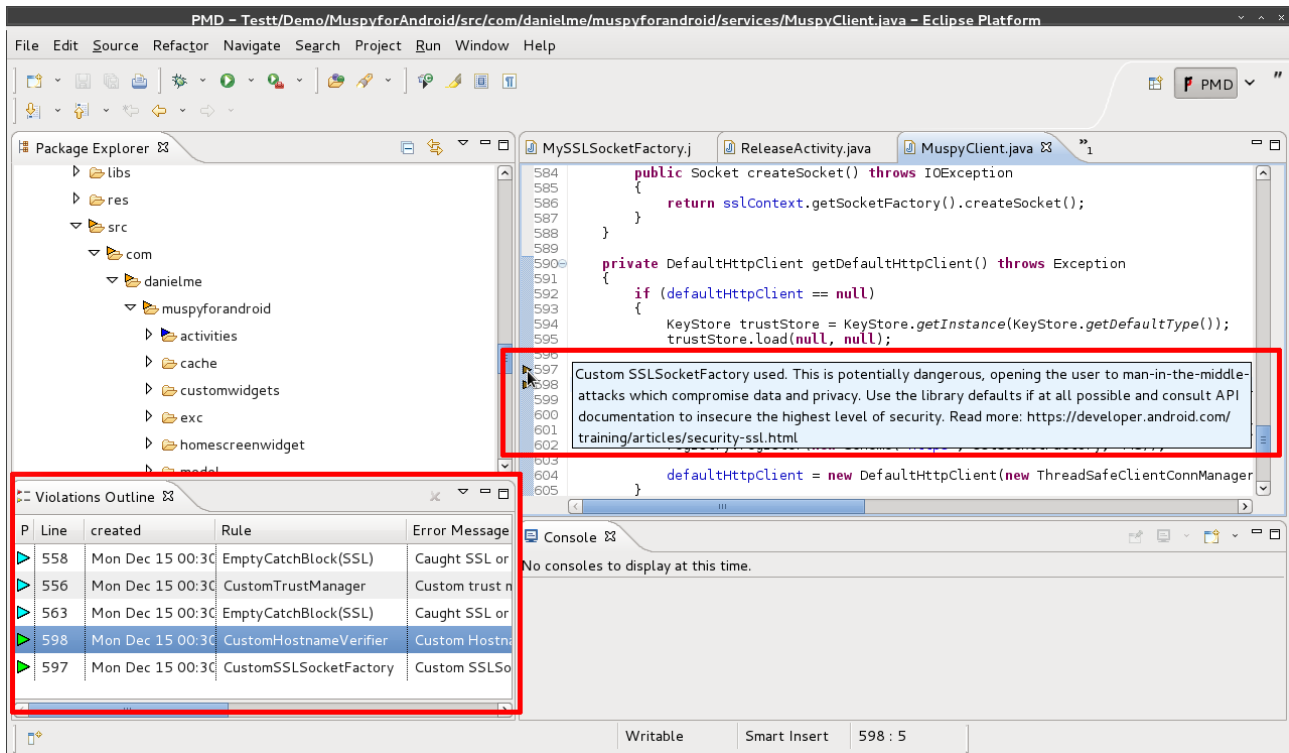 PMD - Testt/Demo/MuspyforAndroid/src/com/danielme/muspyforandroid/services/MuspyClient.java - Eclipse Platform
File Edit Source Refactor Navigate Search Project Run Window Help
PMD
Package Explorer
libs
res
src
com
danielme
muspyforandroid
activities
cache
customwidgets
exc
homescreenwidget
model
MySSLSocketFactory.j ReleaseActivity.java MuspyClient.java "1
584 public Socket createSocket() throws IOException
585 {
586 return sslContext.getSocketFactory().createSocket();
587 }
588 }
589
590 private DefaultHttpClient getDefaultHttpClient() throws Exception
591 {
592 if (defaultHttpClient == null)
593 {
594 KeyStore trustStore = KeyStore.getInstance(KeyStore.getDefaultType());
595 trustStore.load(null, null);
596
597
598
599
600
601
602
603
604 defaultHttpClient = new DefaultHttpClient(new ThreadSafeClientConnManager
605 }
Custom SSLSocketFactory used. This is potentially dangerous, opening the user to man-in-the-middle-
attacks which compromise data and privacy. Use the library defaults if at all possible and consult API
documentation to insecure the highest level of security. Read more: https://developer.android.com/
training/articles/security-ssl.html
Violations Outline
P Line created Rule Error Message
558 Mon Dec 15 00:30 EmptyCatchBlock(SSL) Caught SSL or
556 Mon Dec 15 00:30 CustomTrustManager Custom trust m
563 Mon Dec 15 00:30 EmptyCatchBlock(SSL) Caught SSL or
598 Mon Dec 15 00:30 CustomHostnameVerifier Custom Hostna
597 Mon Dec 15 00:30 CustomSSLSocketFactory Custom SSLSo
Console
No consoles to display at this time.
Writable Smart Insert 598 : 5